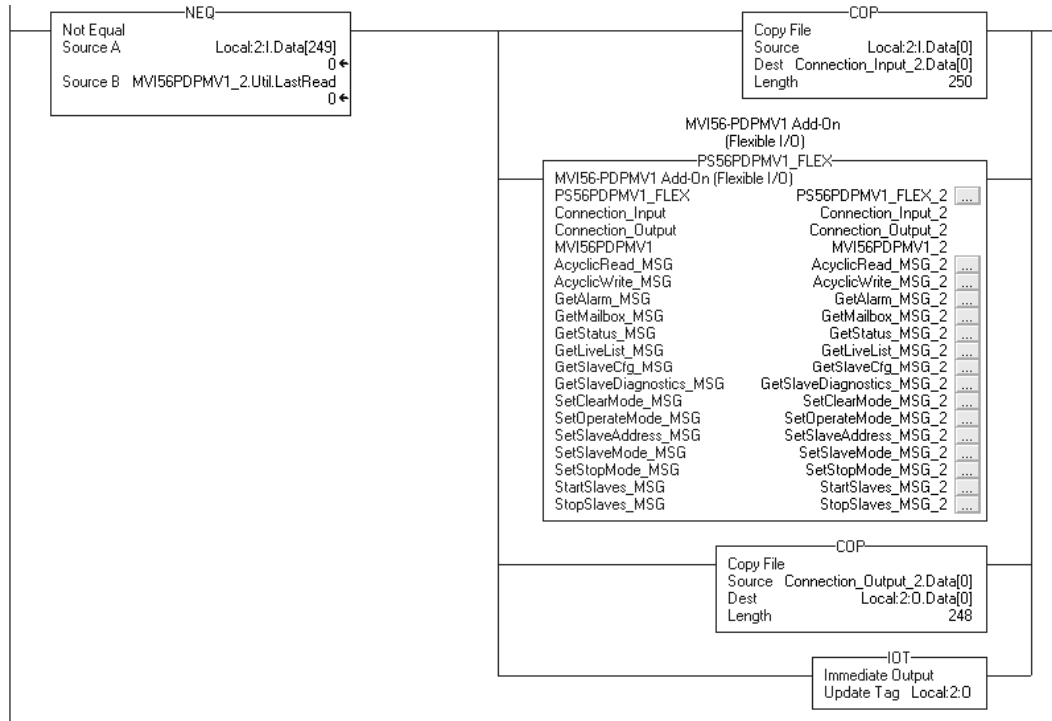 NEQ
Not Equal
Source A Local:2:I.Data[249]
0
Source B MVI56PDPMV1_2.Util.LastRead
0
COP
Copy File
Source Local:2:I.Data[0]
Dest Connection_Input_2.Data[0]
Length 250
MVI56-PDPMV1 Add-On
(Flexible I/O)
PS56PDPMV1_FLEX
MVI56-PDPMV1 Add-On (Flexible I/O)
PS56PDPMV1_FLEX PS56PDPMV1_FLEX_2 ...
Connection_Input Connection_Input_2
Connection_Output Connection_Output_2
MVI56PDPMV1 MVI56PDPMV1_2
AcyclicRead_MSG AcyclicRead_MSG_2 ...
AcyclicWrite_MSG AcyclicWrite_MSG_2 ...
GetAlarm_MSG GetAlarm_MSG_2 ...
GetMailbox_MSG GetMailbox_MSG_2 ...
GetStatus_MSG GetStatus_MSG_2 ...
GetLiveList_MSG GetLiveList_MSG_2 ...
GetSlaveCfg_MSG GetSlaveCfg_MSG_2 ...
GetSlaveDiagnostics_MSG GetSlaveDiagnostics_MSG_2 ...
SetClearMode_MSG SetClearMode_MSG_2 ...
SetOperateMode_MSG SetOperateMode_MSG_2 ...
SetSlaveAddress_MSG SetSlaveAddress_MSG_2 ...
SetSlaveMode_MSG SetSlaveMode_MSG_2 ...
SetStopMode_MSG SetStopMode_MSG_2 ...
StartSlaves_MSG StartSlaves_MSG_2 ...
StopSlaves_MSG StopSlaves_MSG_2 ...
COP
Copy File
Source Connection_Output_2.Data[0]
Dest Local:2:O.Data[0]
Length 248
IOT
Immediate Output
Update Tag Local:2:O